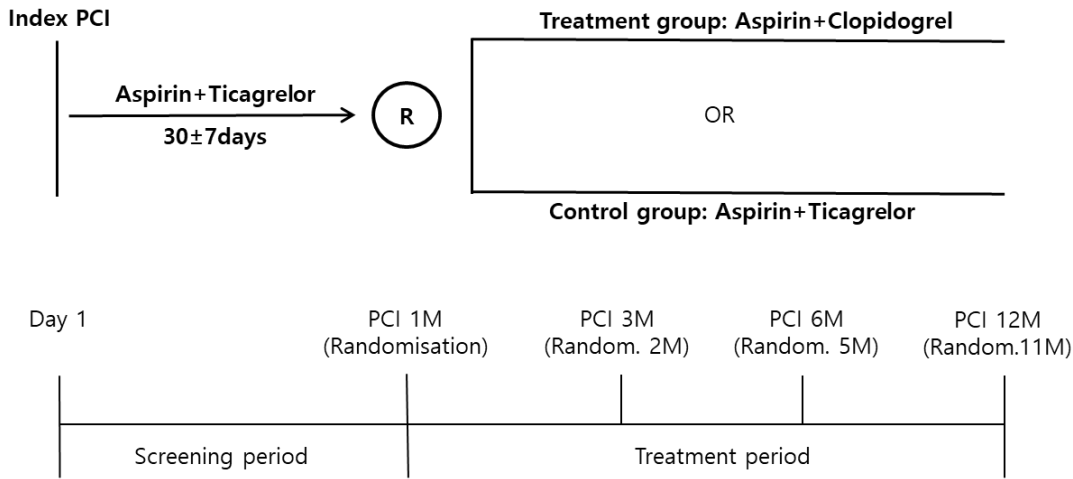 Index PCI
Treatment group: Aspirin+Clopidogrel
Aspirin+Ticagrelor
30±7days
R
OR
Control group: Aspirin+Ticagrelor
Day 1
PCI 1M
(Randomisation)
PCI 3M
(Random. 2M)
PCI 6M
(Random. 5M)
PCI 12M
(Random.11M)
Screening period
Treatment period